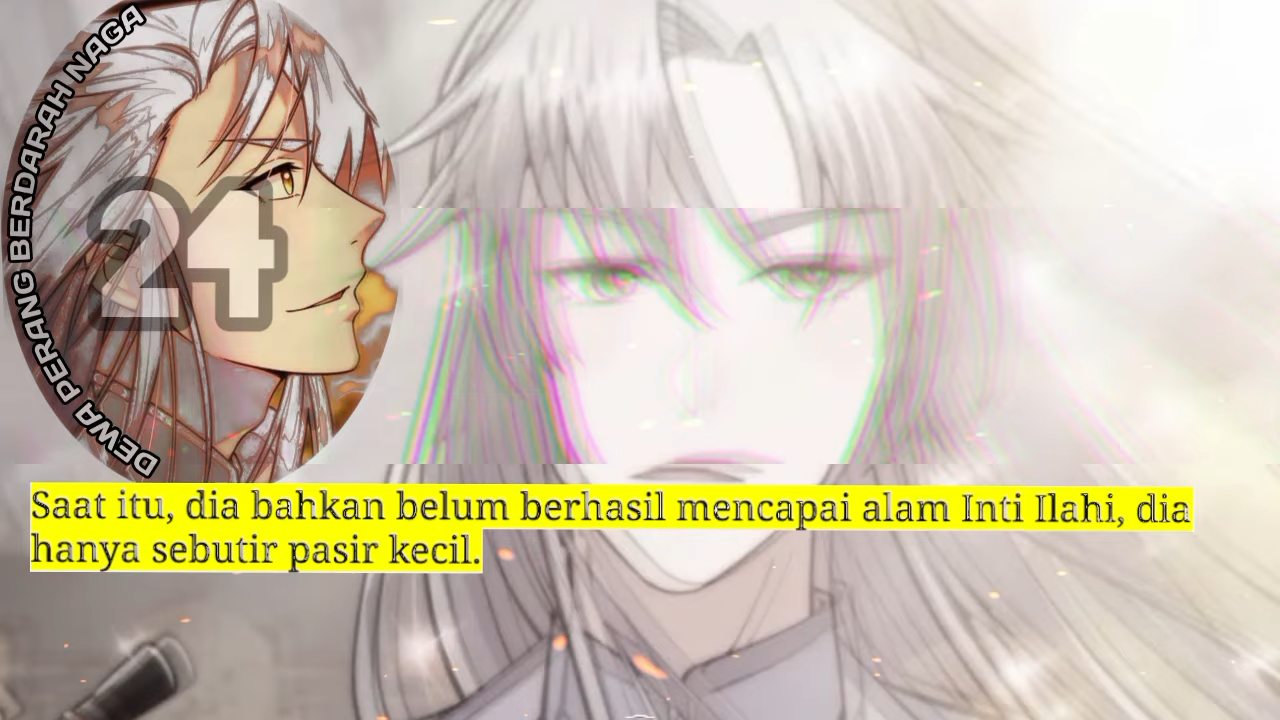 DEWA PERANG BERDARAH NAGA
24
Saat itu, dia bahkan belum berhasil mencapai alam Inti Ilahi, dia
hanya sebutir pasir kecil.